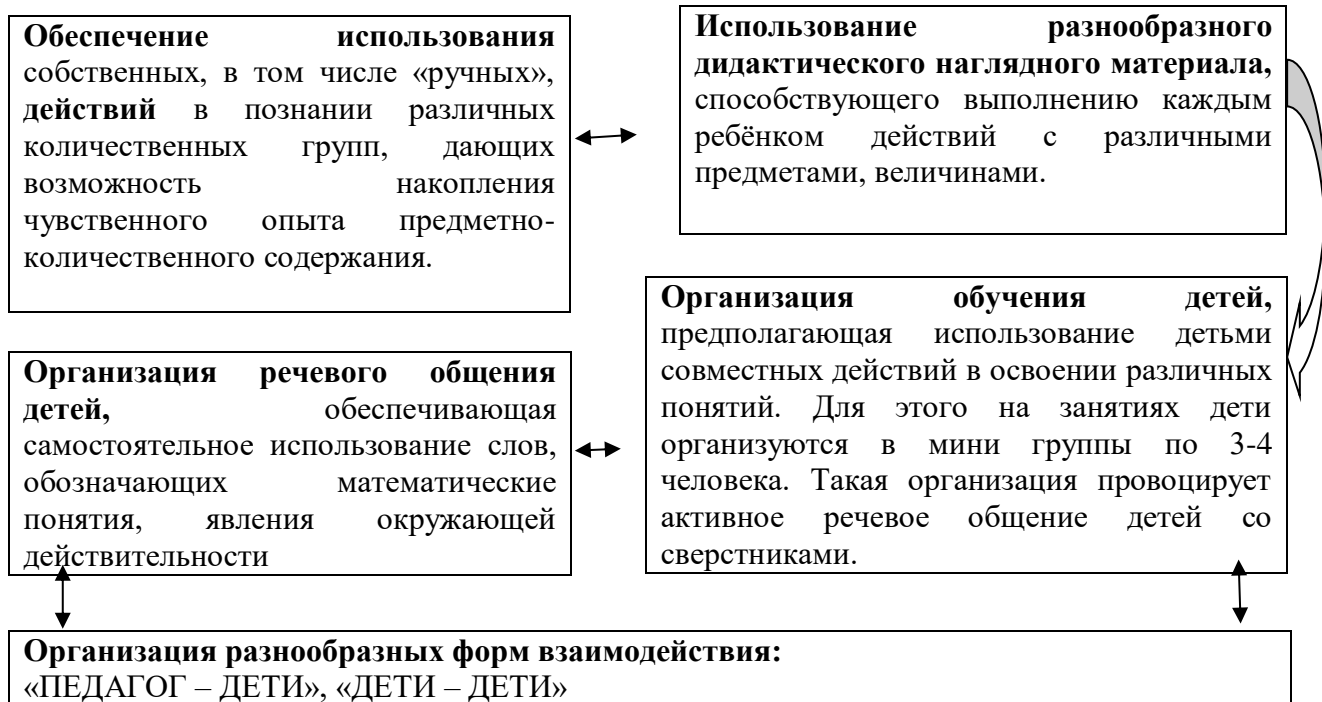 Обеспечение использования
собственных, в том числе «ручных»,
действий в познании различных
количественных групп, дающих
возможность накопления
чувственного опыта предметно-
количественного содержания.
Использование разнообразного
дидактического наглядного материала,
способствующего выполнению каждым
ребёнком действий с различными
предметами, величинами.
Организация речевого общения
детей, обеспечивающая
самостоятельное использование слов,
обозначающих математические
понятия, явления окружающей
действительности
Организация обучения детей,
предполагающая использование детьми
совместных действий в освоении различных
понятий. Для этого на занятиях дети
организуются в мини группы по 3-4
человека. Такая организация провоцирует
активное речевое общение детей со
сверстниками.
Организация разнообразных форм взаимодействия:
«ПЕДАГОГ – ДЕТИ», «ДЕТИ – ДЕТИ»